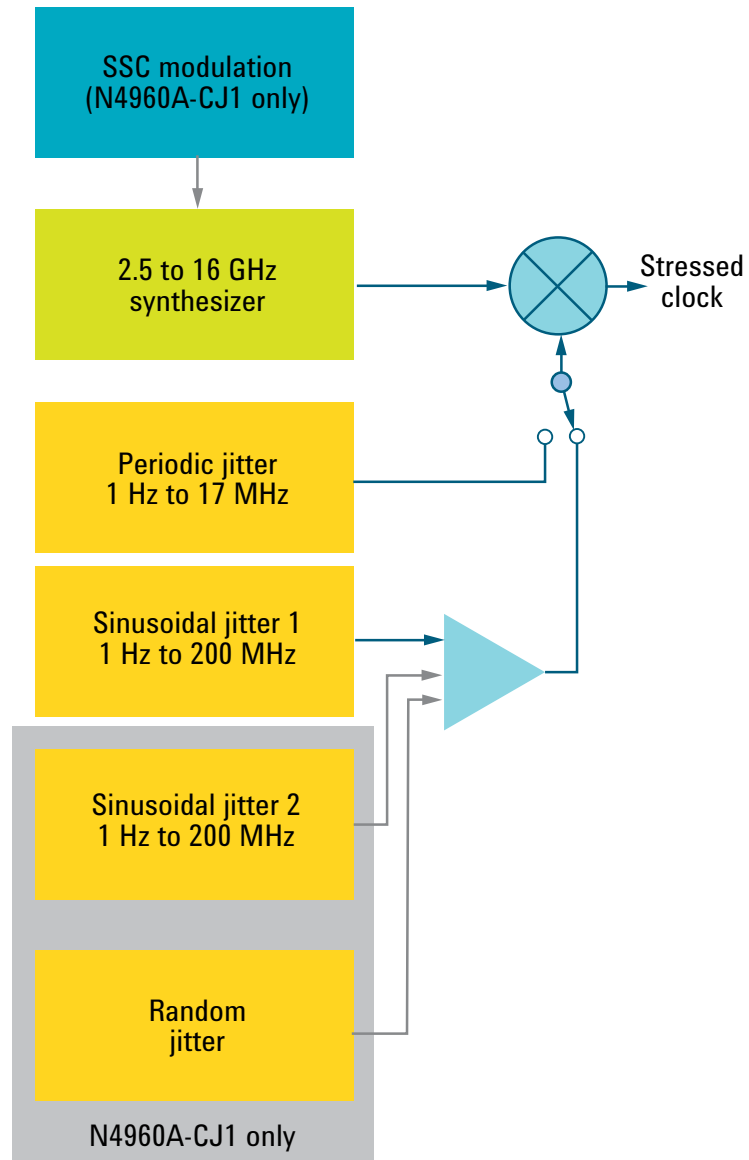 SSC modulation
(N4960A-CJ1 only)
2.5 to 16 GHz
synthesizer
Stressed
clock
Periodic jitter
1 Hz to 17 MHz
Sinusoidal jitter 1
1 Hz to 200 MHz
Sinusoidal jitter 2
1 Hz to 200 MHz
Random
jitter
N4960A-CJ1 only